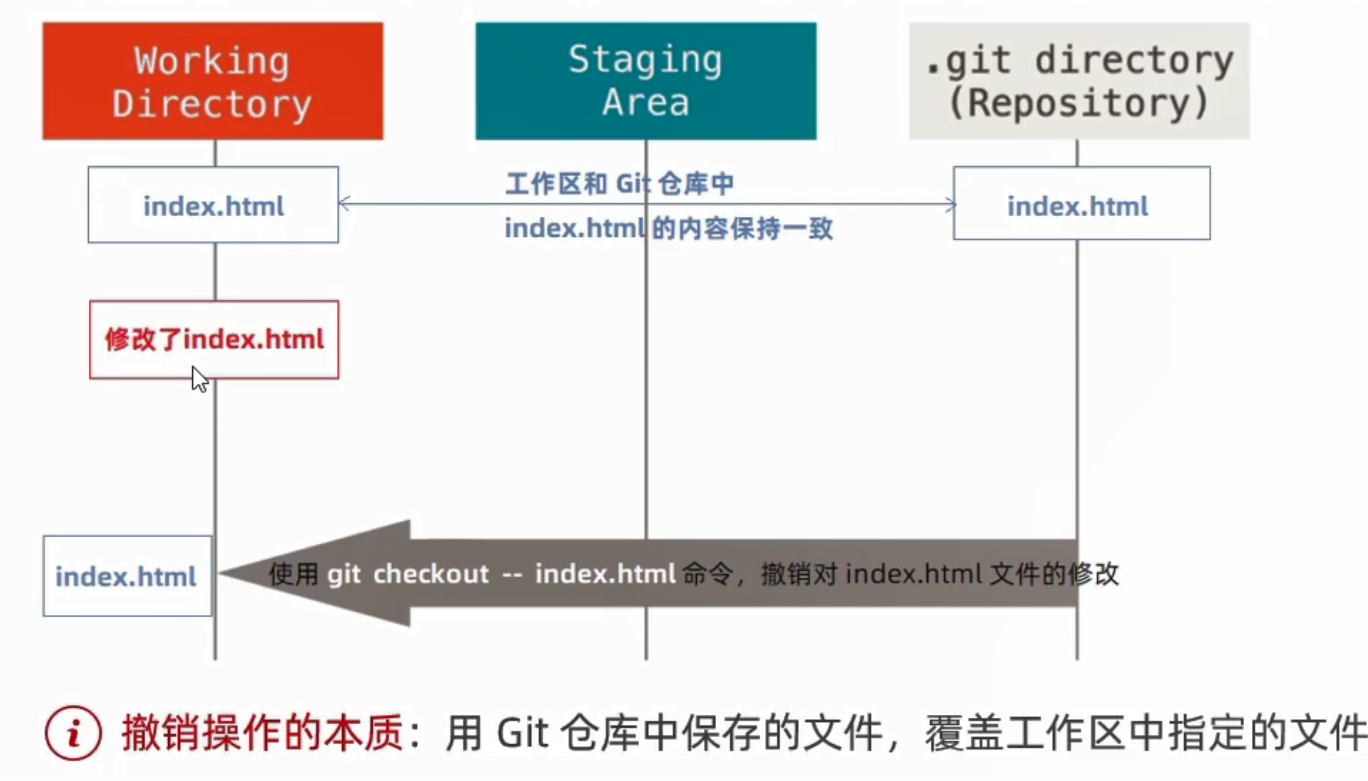 Working
Directory
Staging
Area
.git directory
(Repository)
index.html
工作区和 Git 仓库中
index.html 的内容保持一致
index.html
修改了index.html
index.html
使用 git checkout -- index.html 命令，撤销对 index.html 文件的修改
i 撤销操作的本质：用 Git 仓库中保存的文件，覆盖工作区中指定的文件